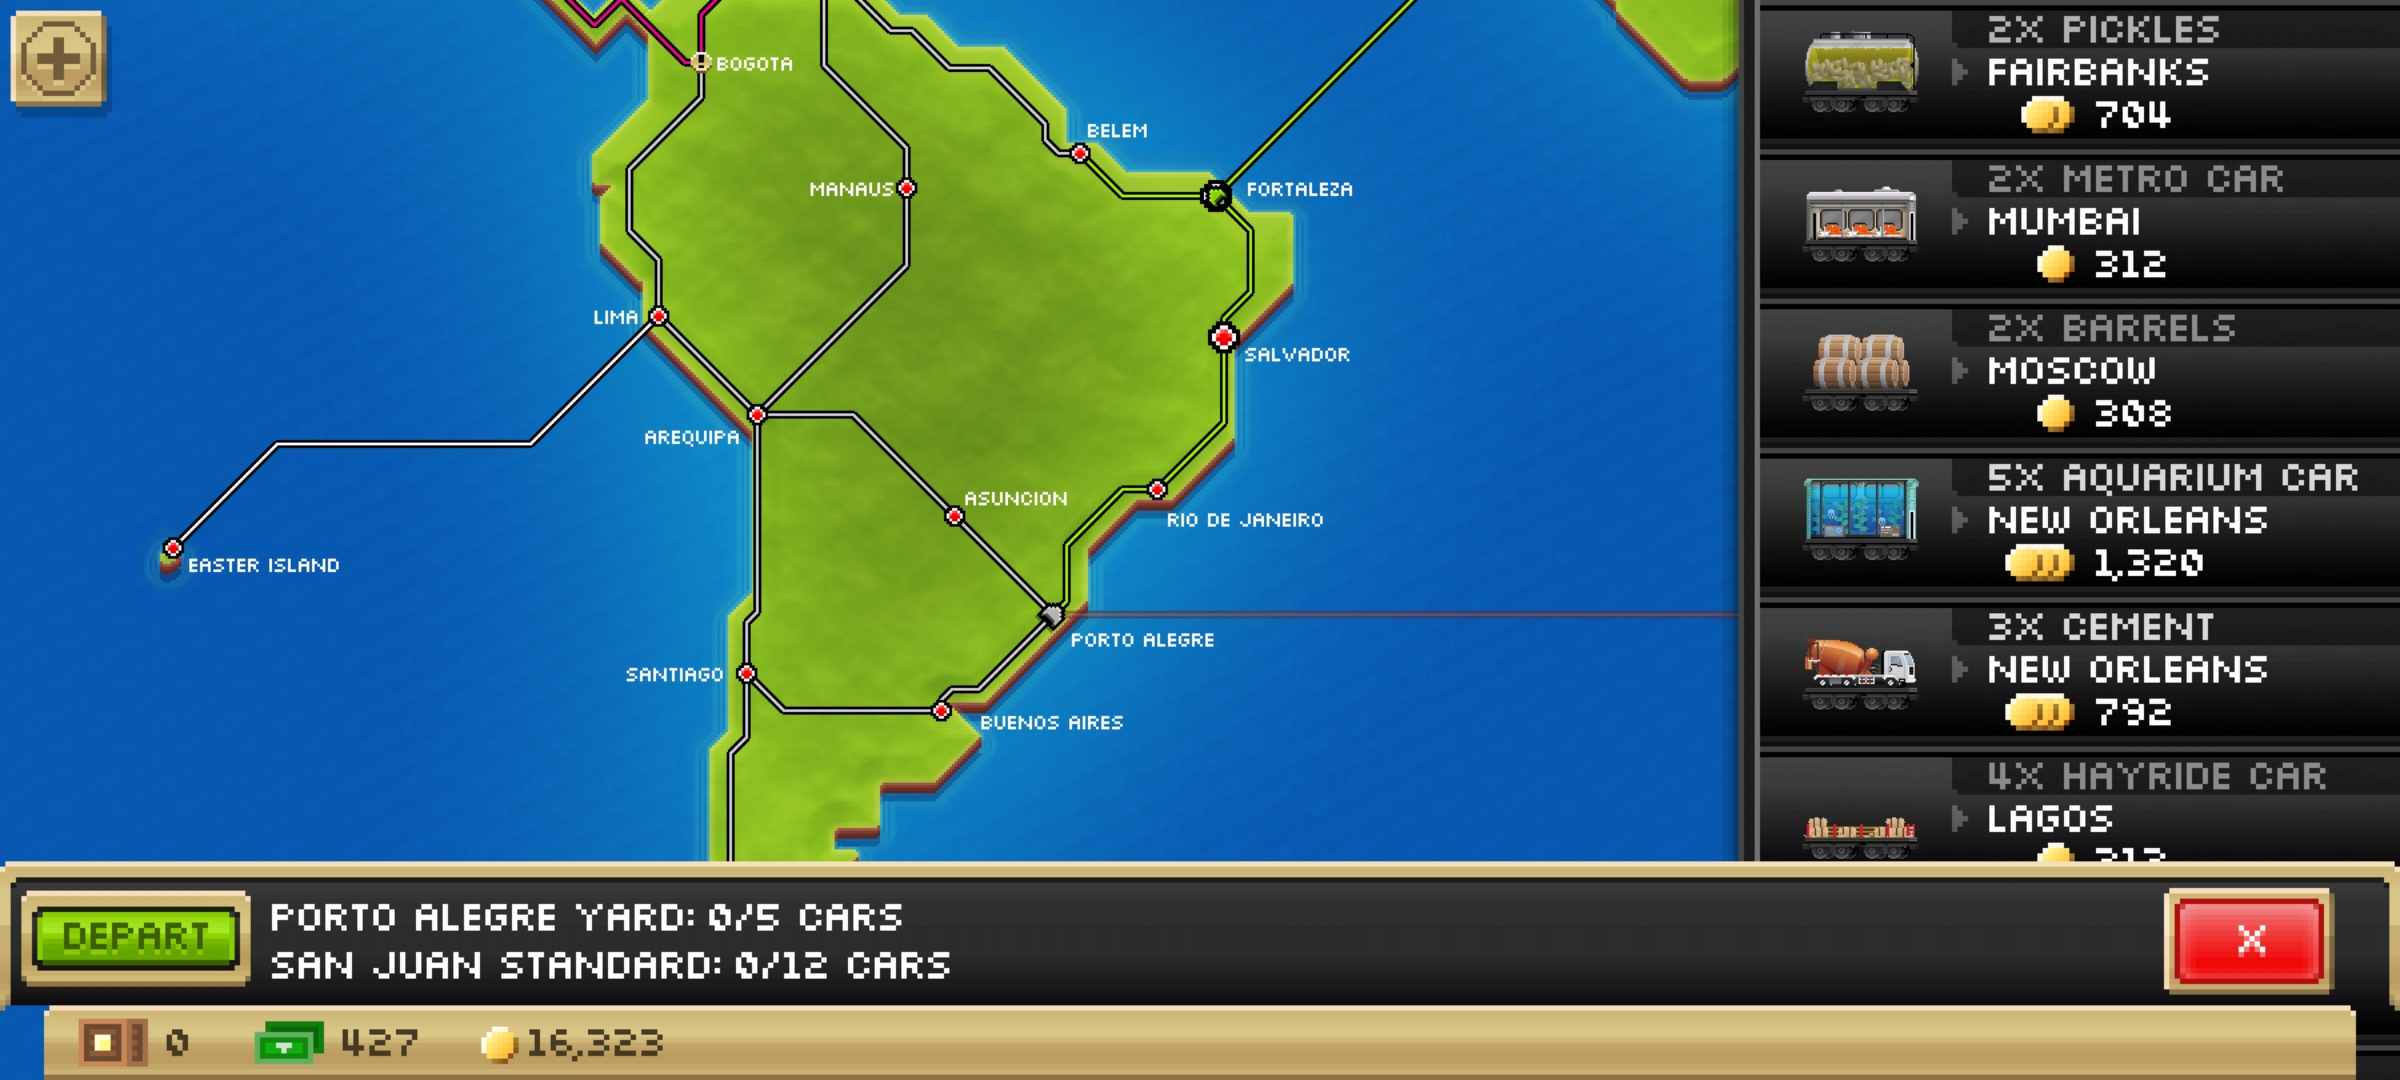 BOGOTA
BELEM
MANAUS
FORTALEZA
LIMA
SALVADOR
AREQUIPA
ASUNCION
RIO DE JANEIRO
EASTER ISLAND
PORTO ALEGRE
SANTIAGO
BUENOS AIRES
2X PICKLES
FAIRBANKS
704
2X METRO CAR
MUMBAI
312
2X BARRELS
MOSCOW
308
5X AQUARIUM CAR
NEW ORLEANS
1,320
3X CEMENT
NEW ORLEANS
792
4X HAYRIDE CAR
LAGOS
DEPART
PORTO ALEGRE YARD: 0/5 CARS
SAN JUAN STANDARD: 0/12 CARS
X
0
427
16,323